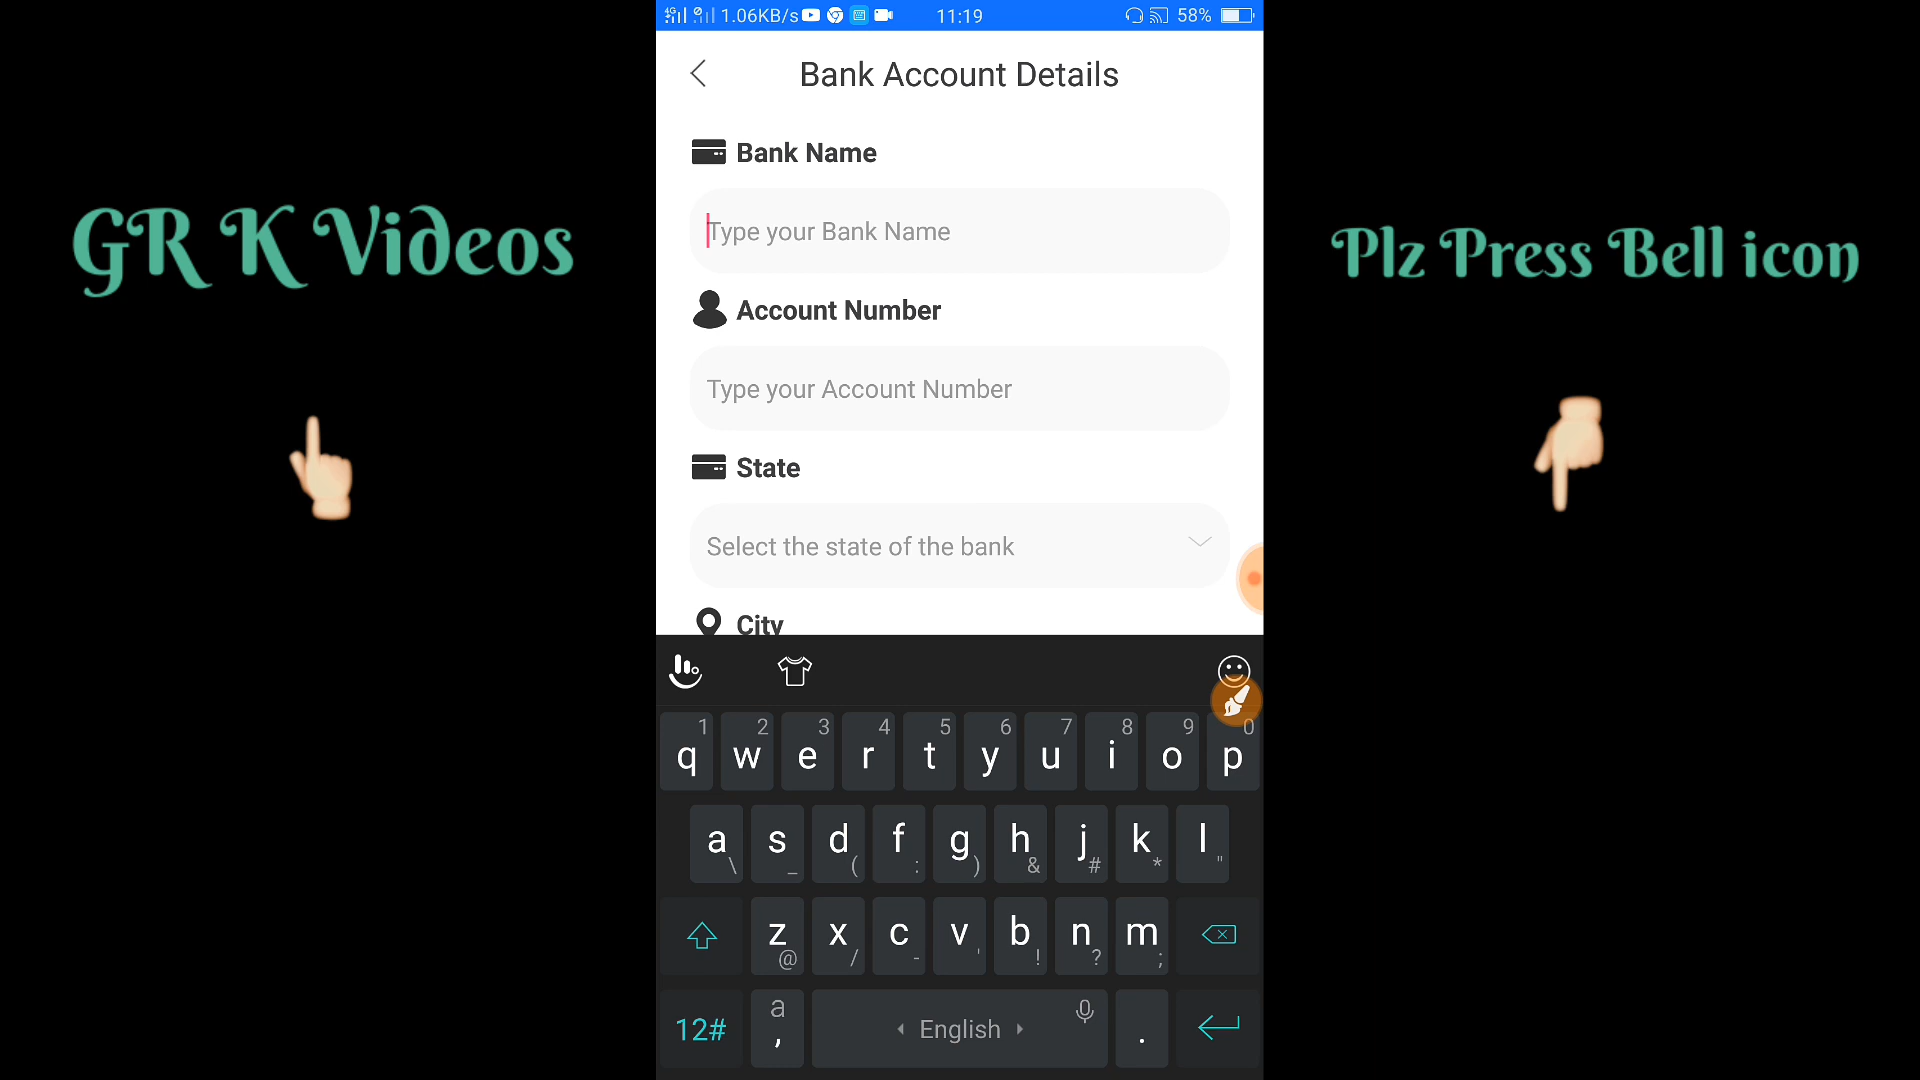 1.06KB/s 11:19 58%
Bank Account Details
Bank Name
Type your Bank Name
GR K Videos
Plz Press Bell icon
Account Number
Type your Account Number
State
Select the state of the bank
City
1 2 3 4 5 6 7 8 9 0
q w e r t y u i o p
a s d f g h j k l
\ _ ( : ) & # * "
z x c v b n m
@ / - ' ! ? ;
12# a , English .